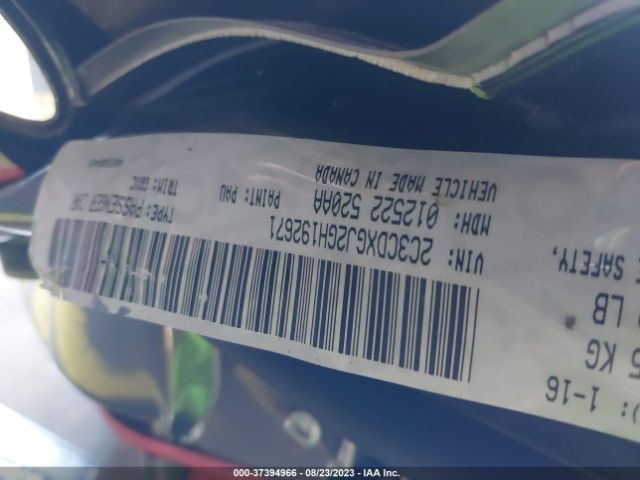 ): 1-16
KG
LB
SAFETY,
VIN: 2C3CDXGJ2GH192671 TYPE: PASSENGER CAR
MDH: 012522 520AA PAINT: PAU TRIM:
VEHICLE MADE IN CANADA
000-37394966 - 08/23/2023 - IAA Inc.